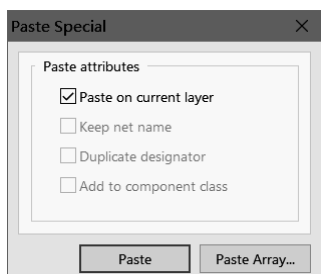 Paste Special
Paste attributes
Paste on current layer
Keep net name
Duplicate designator
Add to component class
Paste
Paste Array...